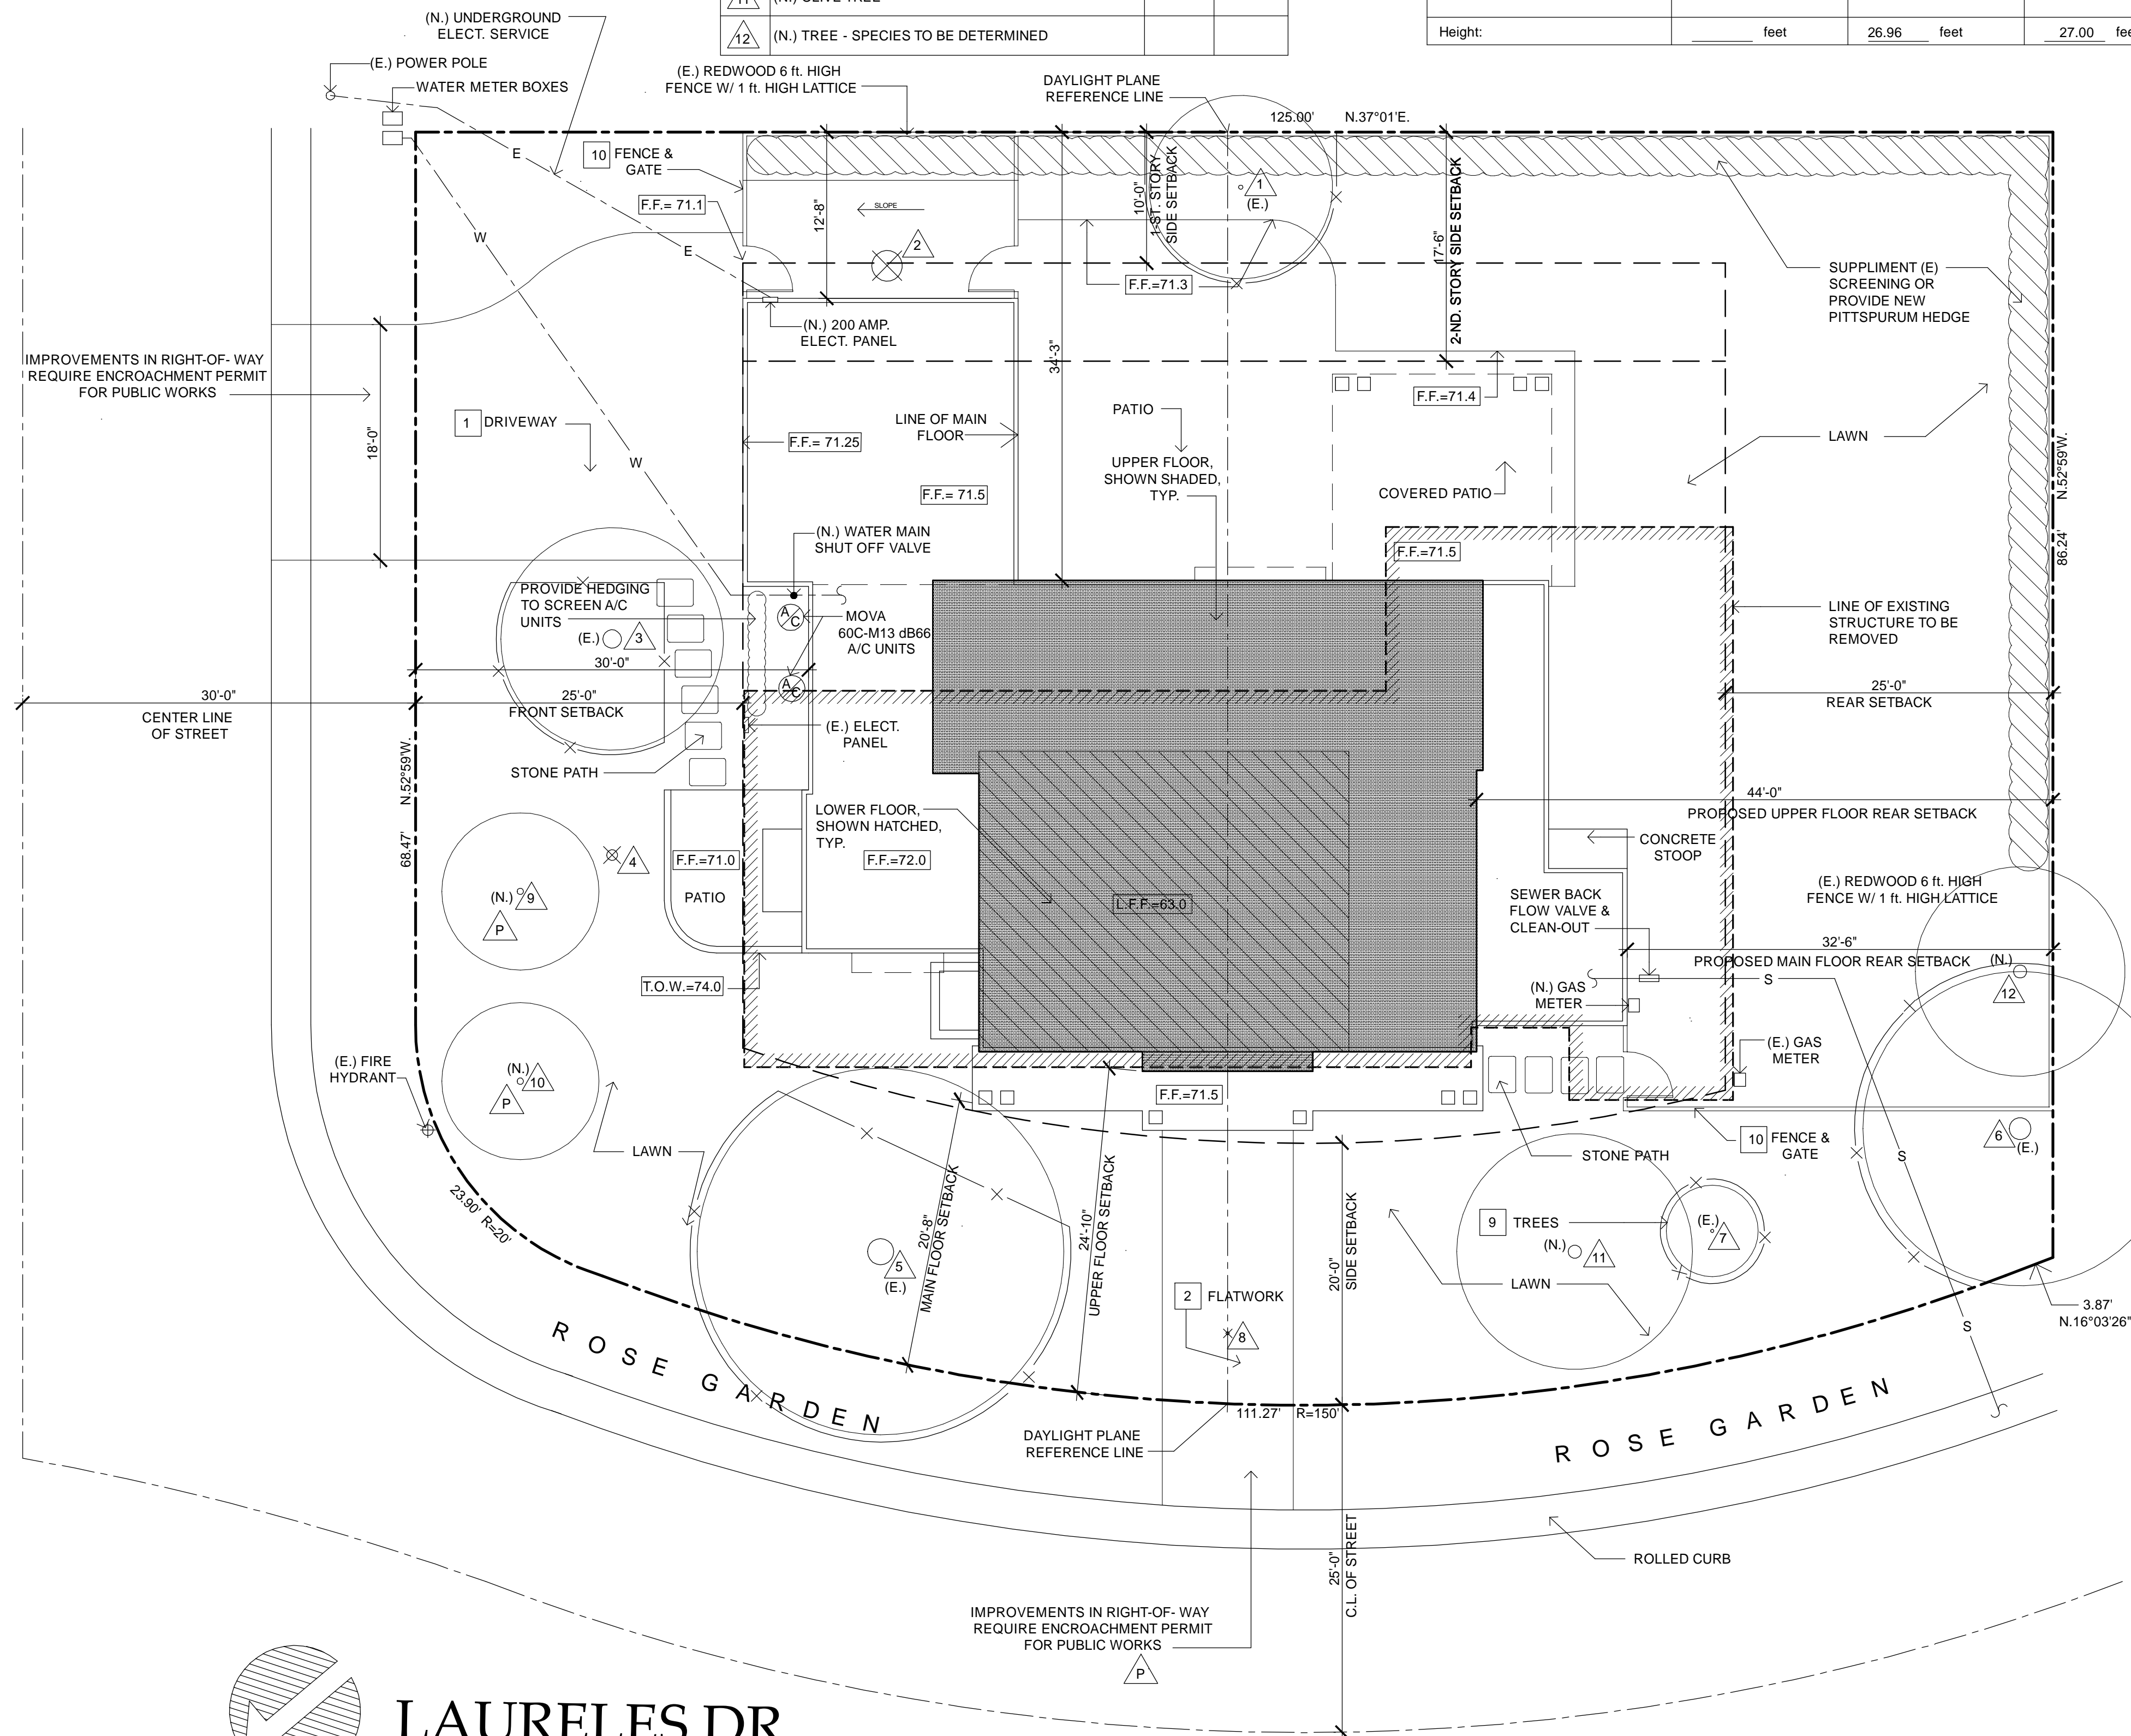 (N.) OLIVE TREE
12 (N.) TREE - SPECIES TO BE DETERMINED
Height: feet 26.96 feet 27.00
(N.) UNDERGROUND
ELECT. SERVICE
(E.) POWER POLE
WATER METER BOXES
(E.) REDWOOD 6 ft. HIGH
FENCE W/ 1 ft. HIGH LATTICE
DAYLIGHT PLANE
REFERENCE LINE
125.00' N.37°01'E.
E
10 FENCE &
GATE
F.F.= 71.1
W
E
SLOPE
12'-8"
2
10'-0"
1-ST. STORY
SIDE SETBACK
1
(E.)
17'-6"
2-ND. STORY SIDE SETBACK
F.F.=71.3
SUPPLIMENT (E)
SCREENING OR
PROVIDE NEW
PITTSPURUM HEDGE
(N.) 200 AMP.
ELECT. PANEL
IMPROVEMENTS IN RIGHT-OF- WAY
REQUIRE ENCROACHMENT PERMIT
FOR PUBLIC WORKS
18'-0"
1 DRIVEWAY
W
F.F.= 71.25
LINE OF MAIN
FLOOR
34'-3"
PATIO
F.F.=71.4
LAWN
F.F.= 71.5
UPPER FLOOR,
SHOWN SHADED,
TYP.
COVERED PATIO
N.52°59'W.
86.24'
(N.) WATER MAIN
SHUT OFF VALVE
F.F.=71.5
PROVIDE HEDGING
TO SCREEN A/C
UNITS
(E.) 3
A/C
MOVA
60C-M13 dB66
A/C UNITS
A/C
LINE OF EXISTING
STRUCTURE TO BE
REMOVED
30'-0"
30'-0"
CENTER LINE
OF STREET
25'-0"
FRONT SETBACK
25'-0"
REAR SETBACK
(E.) ELECT.
PANEL
STONE PATH
N.52°59'W.
68.47'
44'-0"
PROPOSED UPPER FLOOR REAR SETBACK
LOWER FLOOR,
SHOWN HATCHED,
TYP.
F.F.=72.0
4
F.F.=71.0
PATIO
CONCRETE
STOOP
L.F.F.=63.0
(N.) 9
P
SEWER BACK
FLOW VALVE &
CLEAN-OUT
(E.) REDWOOD 6 ft. HIGH
FENCE W/ 1 ft. HIGH LATTICE
32'-6"
PROPOSED MAIN FLOOR REAR SETBACK
(N.)
12
S
T.O.W.=74.0
(N.) GAS
METER
(E.) FIRE
HYDRANT
(N.)
10
P
(E.) GAS
METER
F.F.=71.5
LAWN
10 FENCE &
GATE
6
(E.)
STONE PATH
S
23.90' R=20'
5
(E.)
20'-8"
MAIN FLOOR SETBACK
24'-10"
UPPER FLOOR SETBACK
20'-0"
SIDE SETBACK
9 TREES
(E.)
7
(N.) 11
LAWN
2 FLATWORK
8
3.87'
N.16°03'26"
S
ROSE GARDEN
ROSE GARDEN
111.27' R=150'
DAYLIGHT PLANE
REFERENCE LINE
25'-0"
C.L. OF STREET
ROLLED CURB
IMPROVEMENTS IN RIGHT-OF- WAY
REQUIRE ENCROACHMENT PERMIT
FOR PUBLIC WORKS
P
LAURELES DR